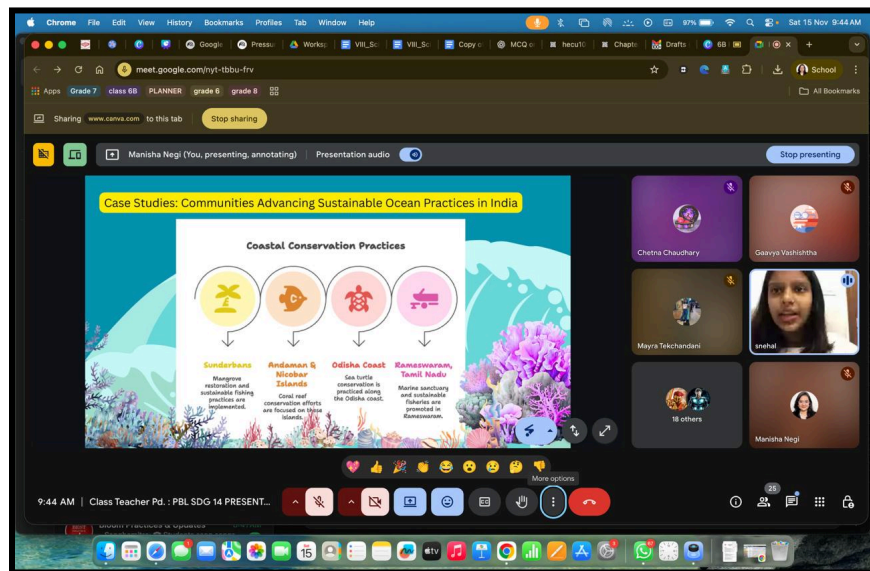 Chrome File Edit View History Bookmarks Profiles Tab Window Help 97% Sat 15 Nov 9:44 AM
Google Pressu Worksp VIII_Sc VIII_Sc Copy o MCQ hecu10 Chapte Drafts 6B
meet.google.com/nyt-tbbu-frv School
Apps Grade 7 class 6B PLANNER grade 6 grade 8 All Bookmarks
Sharing www.canva.com to this tab Stop sharing
Manisha Negi (You, presenting, annotating) Presentation audio Stop presenting
Case Studies: Communities Advancing Sustainable Ocean Practices in India
Coastal Conservation Practices
Sunderbans
Mangrove
restoration and
sustainable fishing
practices are
implemented.
Andaman &
Nicobar
Islands
Coral reef
conservation efforts
are focused on these
islands.
Odisha Coast
Sea turtle
conservation is
practiced along
the Odisha coast.
Rameswaram,
Tamil Nadu
Marine sanctuary
and sustainable
fisheries are
promoted in
Rameswaram.
Chetna Chaudhary
Gaavya Vashishtha
Mayra Tekchandani
snehal
18 others
Manisha Negi
More options
9:44 AM | Class Teacher Pd. : PBL SDG 14 PRESENT...
25
15
tv